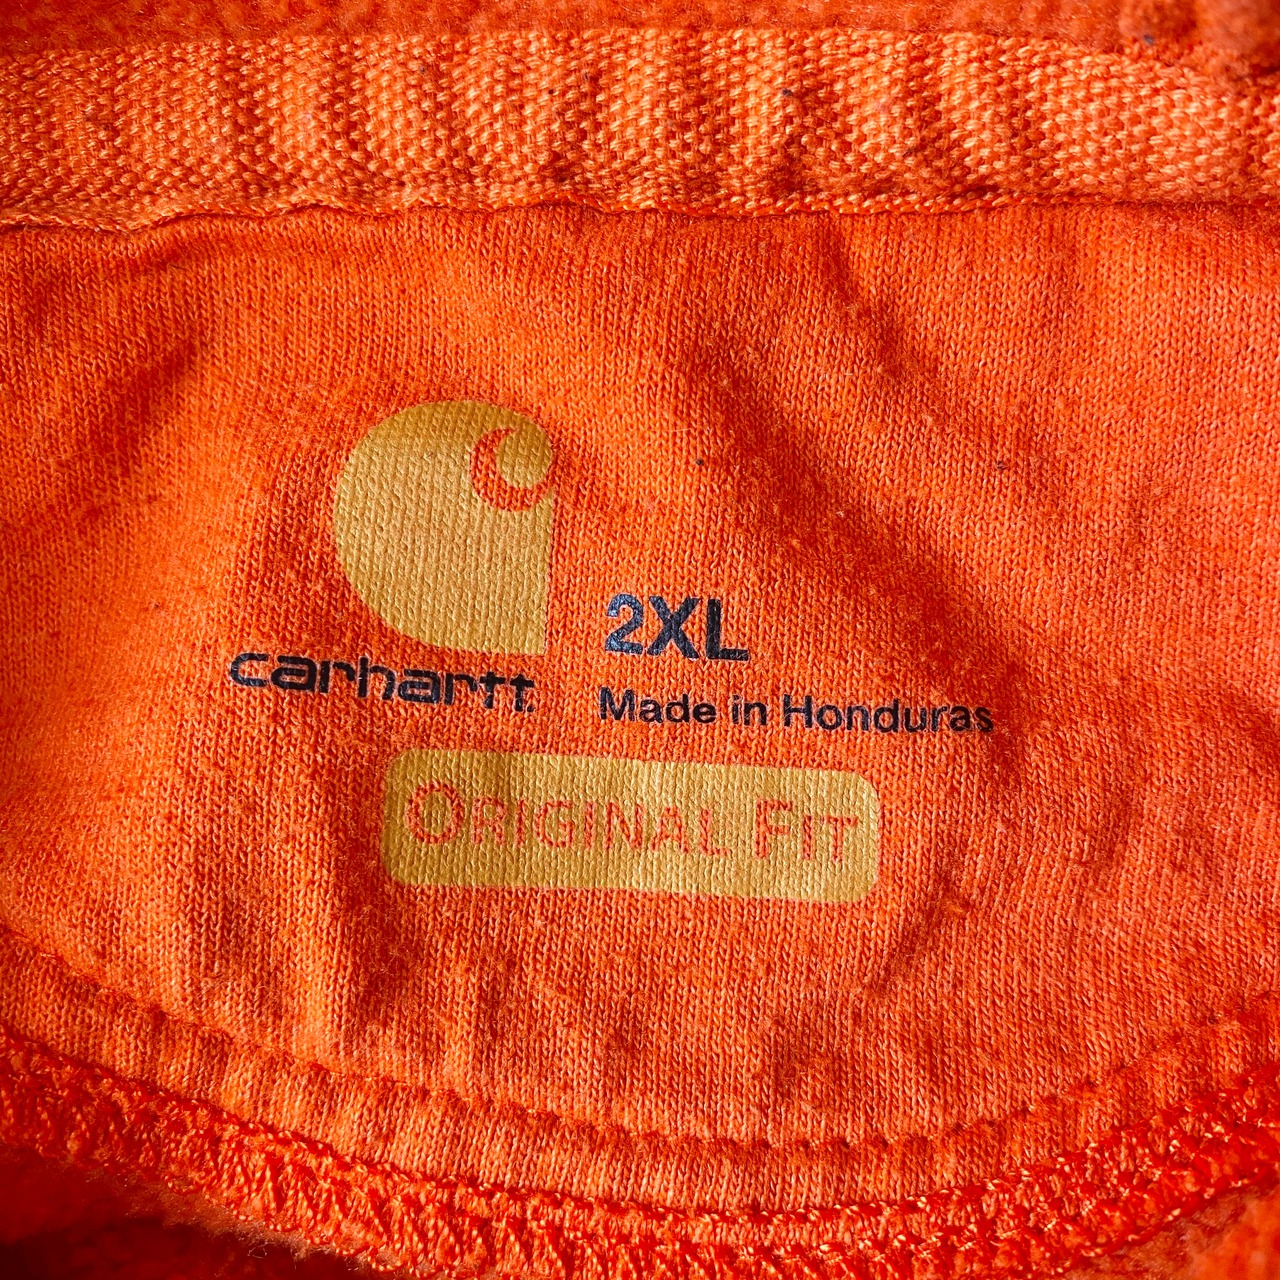 carhartt.
2XL
Made in Honduras
ORIGINAL FIT